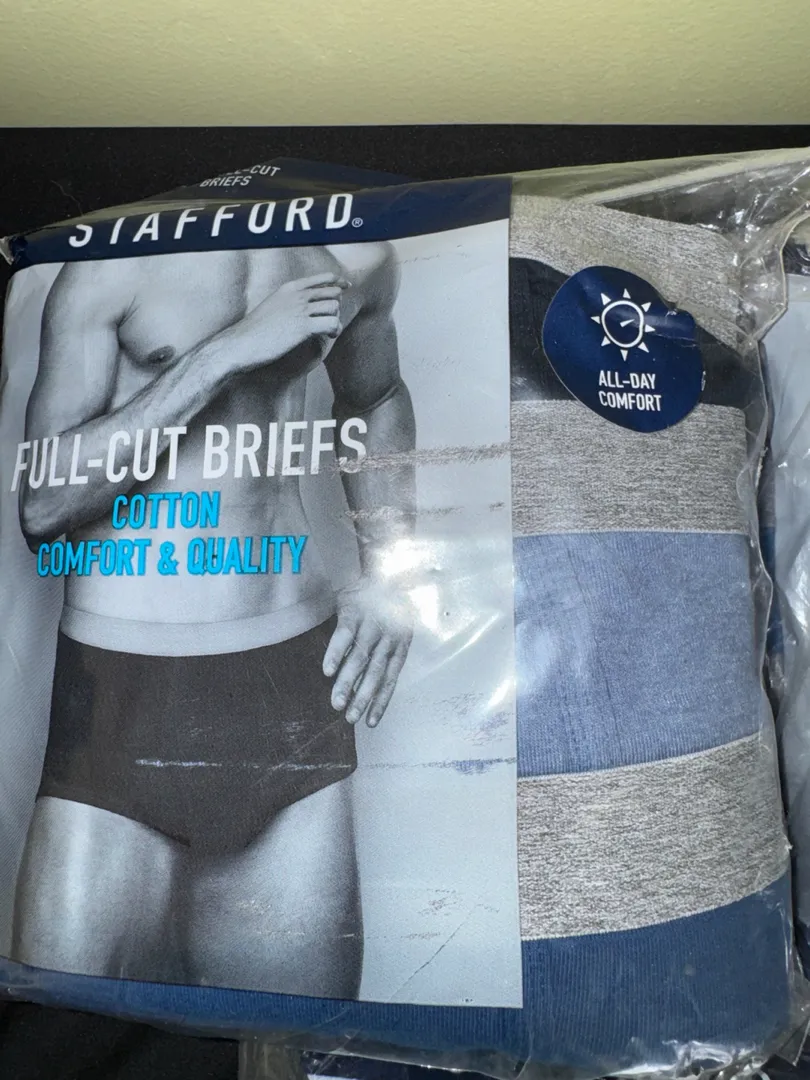 FULL-CUT
BRIEFS
STAFFORD®
FULL-CUT BRIEFS
COTTON
COMFORT & QUALITY
ALL-DAY
COMFORT